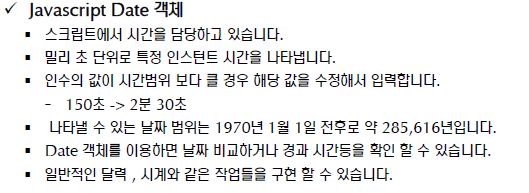 ✓ Javascript Date 객체
▪ 스크립트에서 시간을 담당하고 있습니다.
▪ 밀리 초 단위로 특정 인스턴트 시간을 나타냅니다.
▪ 인수의 값이 시간범위 보다 클 경우 해당 값을 수정해서 입력합니다.
- 150초 -> 2분 30초
▪ 나타낼 수 있는 날짜 범위는 1970년 1월 1일 전후로 약 285,616년입니다.
▪ Date 객체를 이용하면 날짜 비교하거나 경과 시간등을 확인 할 수 있습니다.
▪ 일반적인 달력 , 시계와 같은 작업들을 구현 할 수 있습니다.